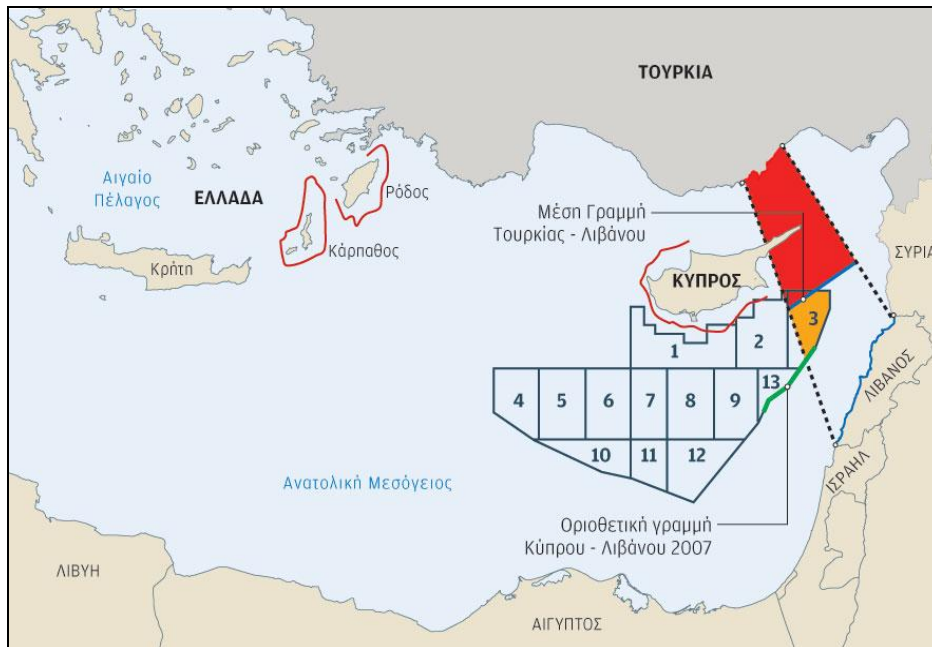 ΤΟΥΡΚΙΑ
Αιγαίο
Πέλαγος
ΕΛΛΑΔΑ
Ρόδος
Κάρπαθος
Κρήτη
Μέση Γραμμή
Τουρκίας - Λιβάνου
ΚΥΠΡΟΣ
ΣΥΡΙΑ
ΛΙΒΑΝΟΣ
ΙΣΡΑΗΛ
1
2
3
4
5
6
7
8
9
13
10
11
12
Ανατολική Μεσόγειος
Οριοθετική γραμμή
Κύπρου - Λιβάνου 2007
ΛΙΒΥΗ
ΑΙΓΥΠΤΟΣ